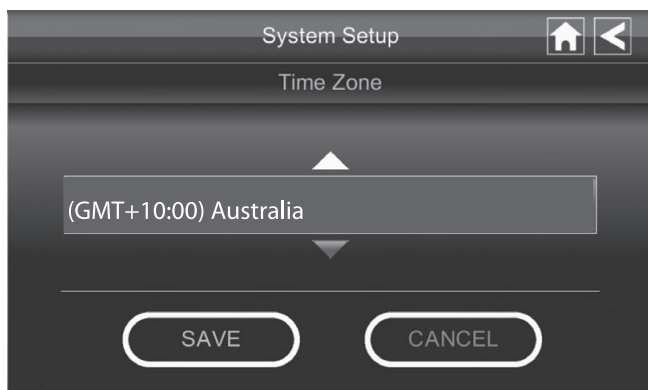 System Setup
Time Zone
(GMT+10:00) Australia
SAVE
CANCEL